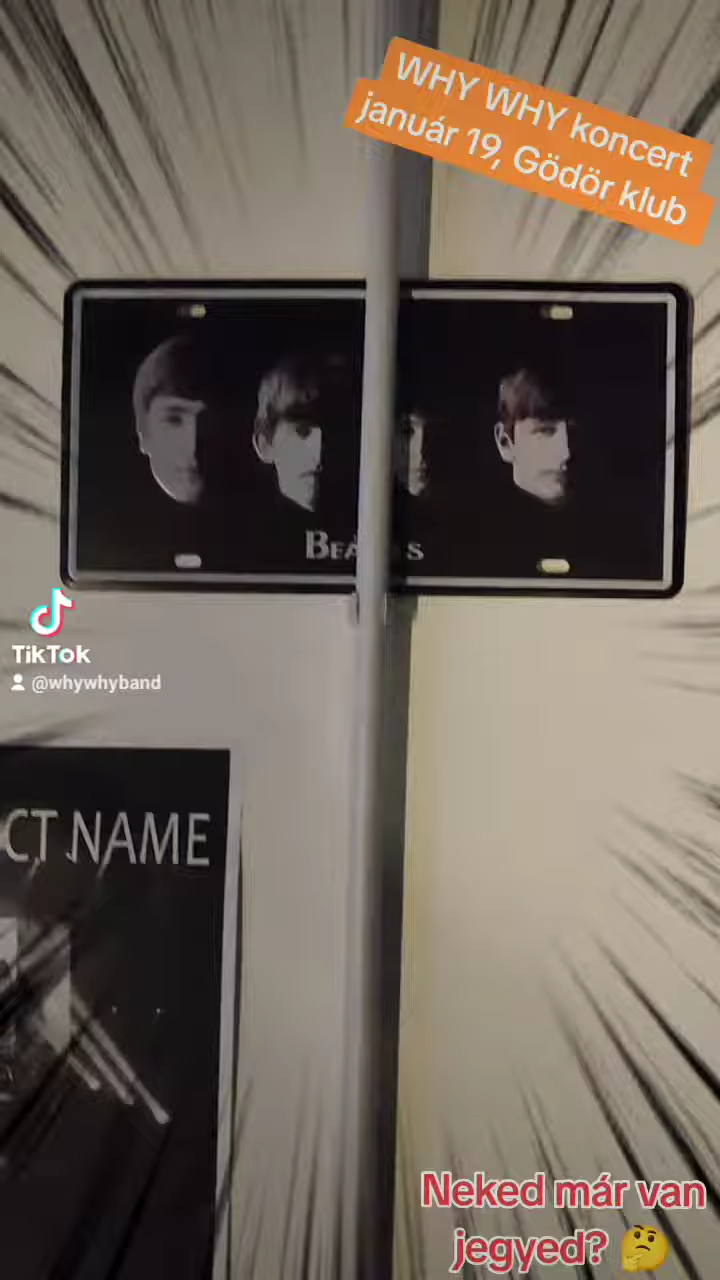 WHY WHY koncert
január 19, Gödör klub
BEA S
TikTok
@whywhyband
CT NAME
Neked már van
jegyed? 🤔